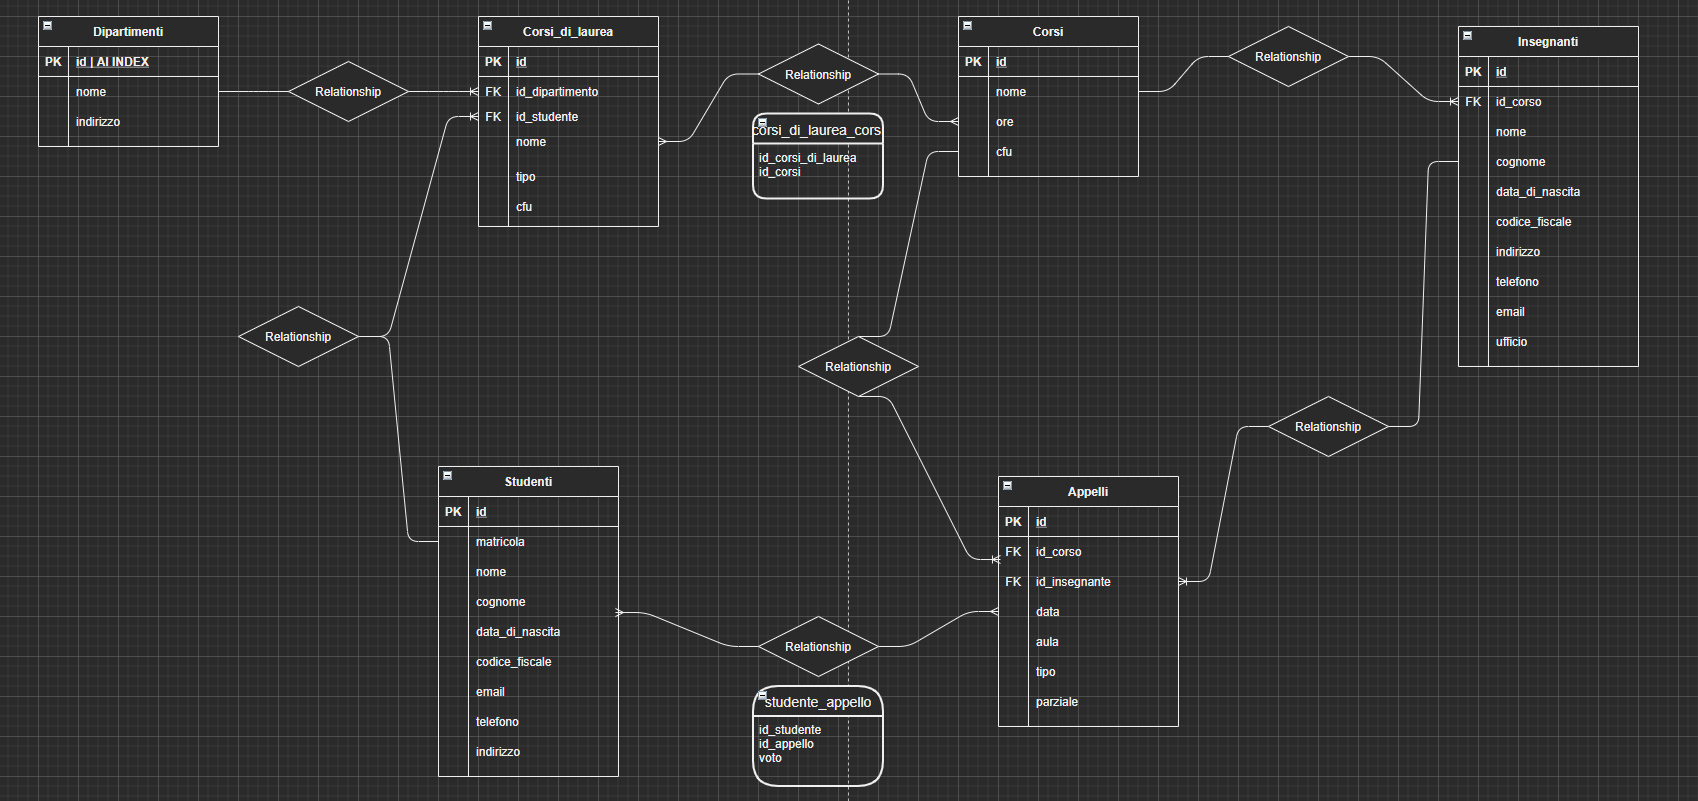 Dipartimenti
PK id | AI INDEX
nome
indirizzo
Relationship
Corsi_di_laurea
PK id
FK id_dipartimento
FK id_studente
nome
tipo
cfu
Relationship
corsi_di_laurea_cors
id_corsi_di_laurea
id_corsi
Corsi
PK id
nome
ore
cfu
Relationship
Insegnanti
PK id
FK id_corso
nome
cognome
data_di_nascita
codice_fiscale
indirizzo
telefono
email
ufficio
Relationship
Relationship
Relationship
Studenti
PK id
matricola
nome
cognome
data_di_nascita
codice_fiscale
email
telefono
indirizzo
Relationship
studente_appello
id_studente
id_appello
voto
Appelli
PK id
FK id_corso
FK id_insegnante
data
aula
tipo
parziale